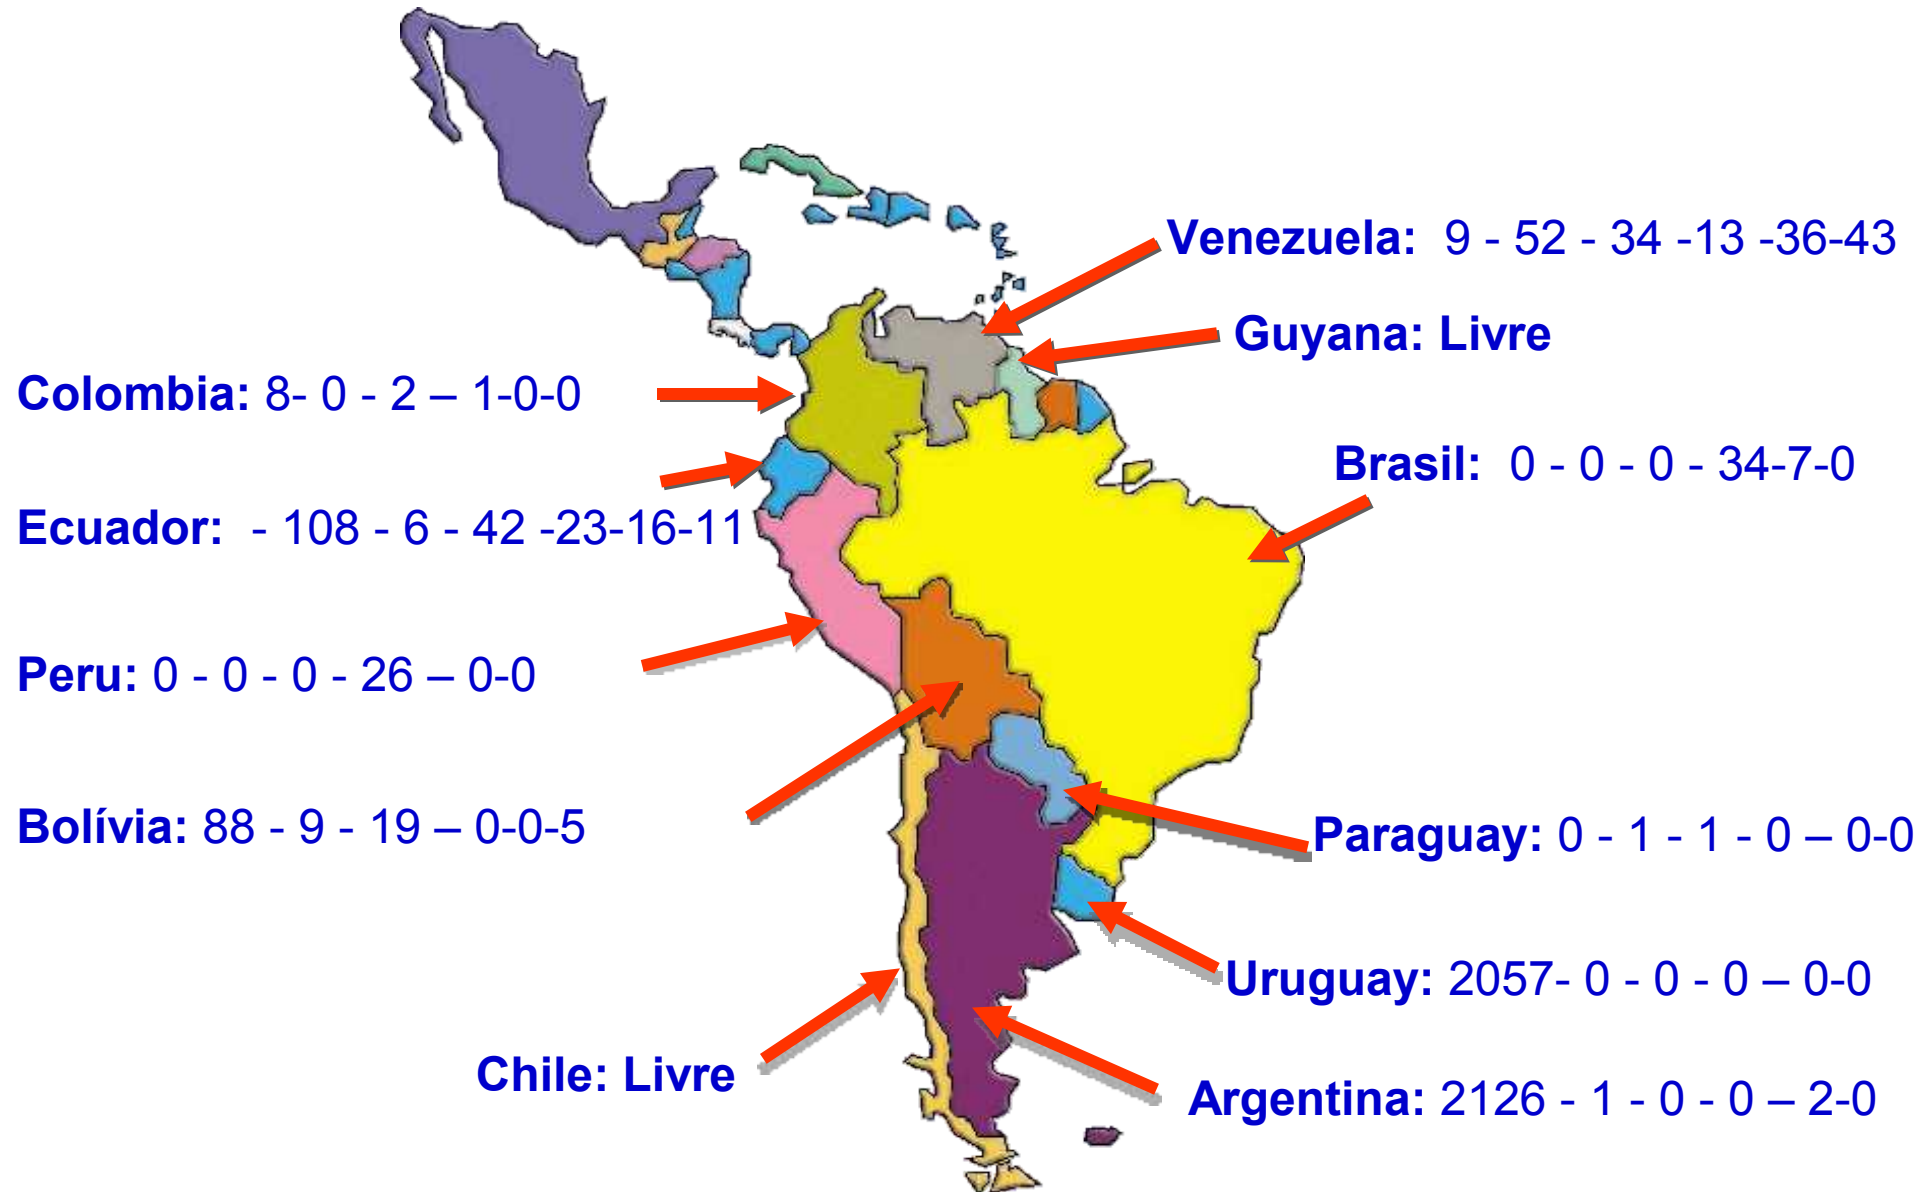 Venezuela: 9 - 52 - 34 -13 -36-43
Guyana: Livre
Colombia: 8- 0 - 2 – 1-0-0
Brasil: 0 - 0 - 0 - 34-7-0
Ecuador: - 108 - 6 - 42 -23-16-11
Peru: 0 - 0 - 0 - 26 – 0-0
Bolívia: 88 - 9 - 19 – 0-0-5
Paraguay: 0 - 1 - 1 - 0 – 0-0
Uruguay: 2057- 0 - 0 - 0 – 0-0
Chile: Livre
Argentina: 2126 - 1 - 0 - 0 – 2-0